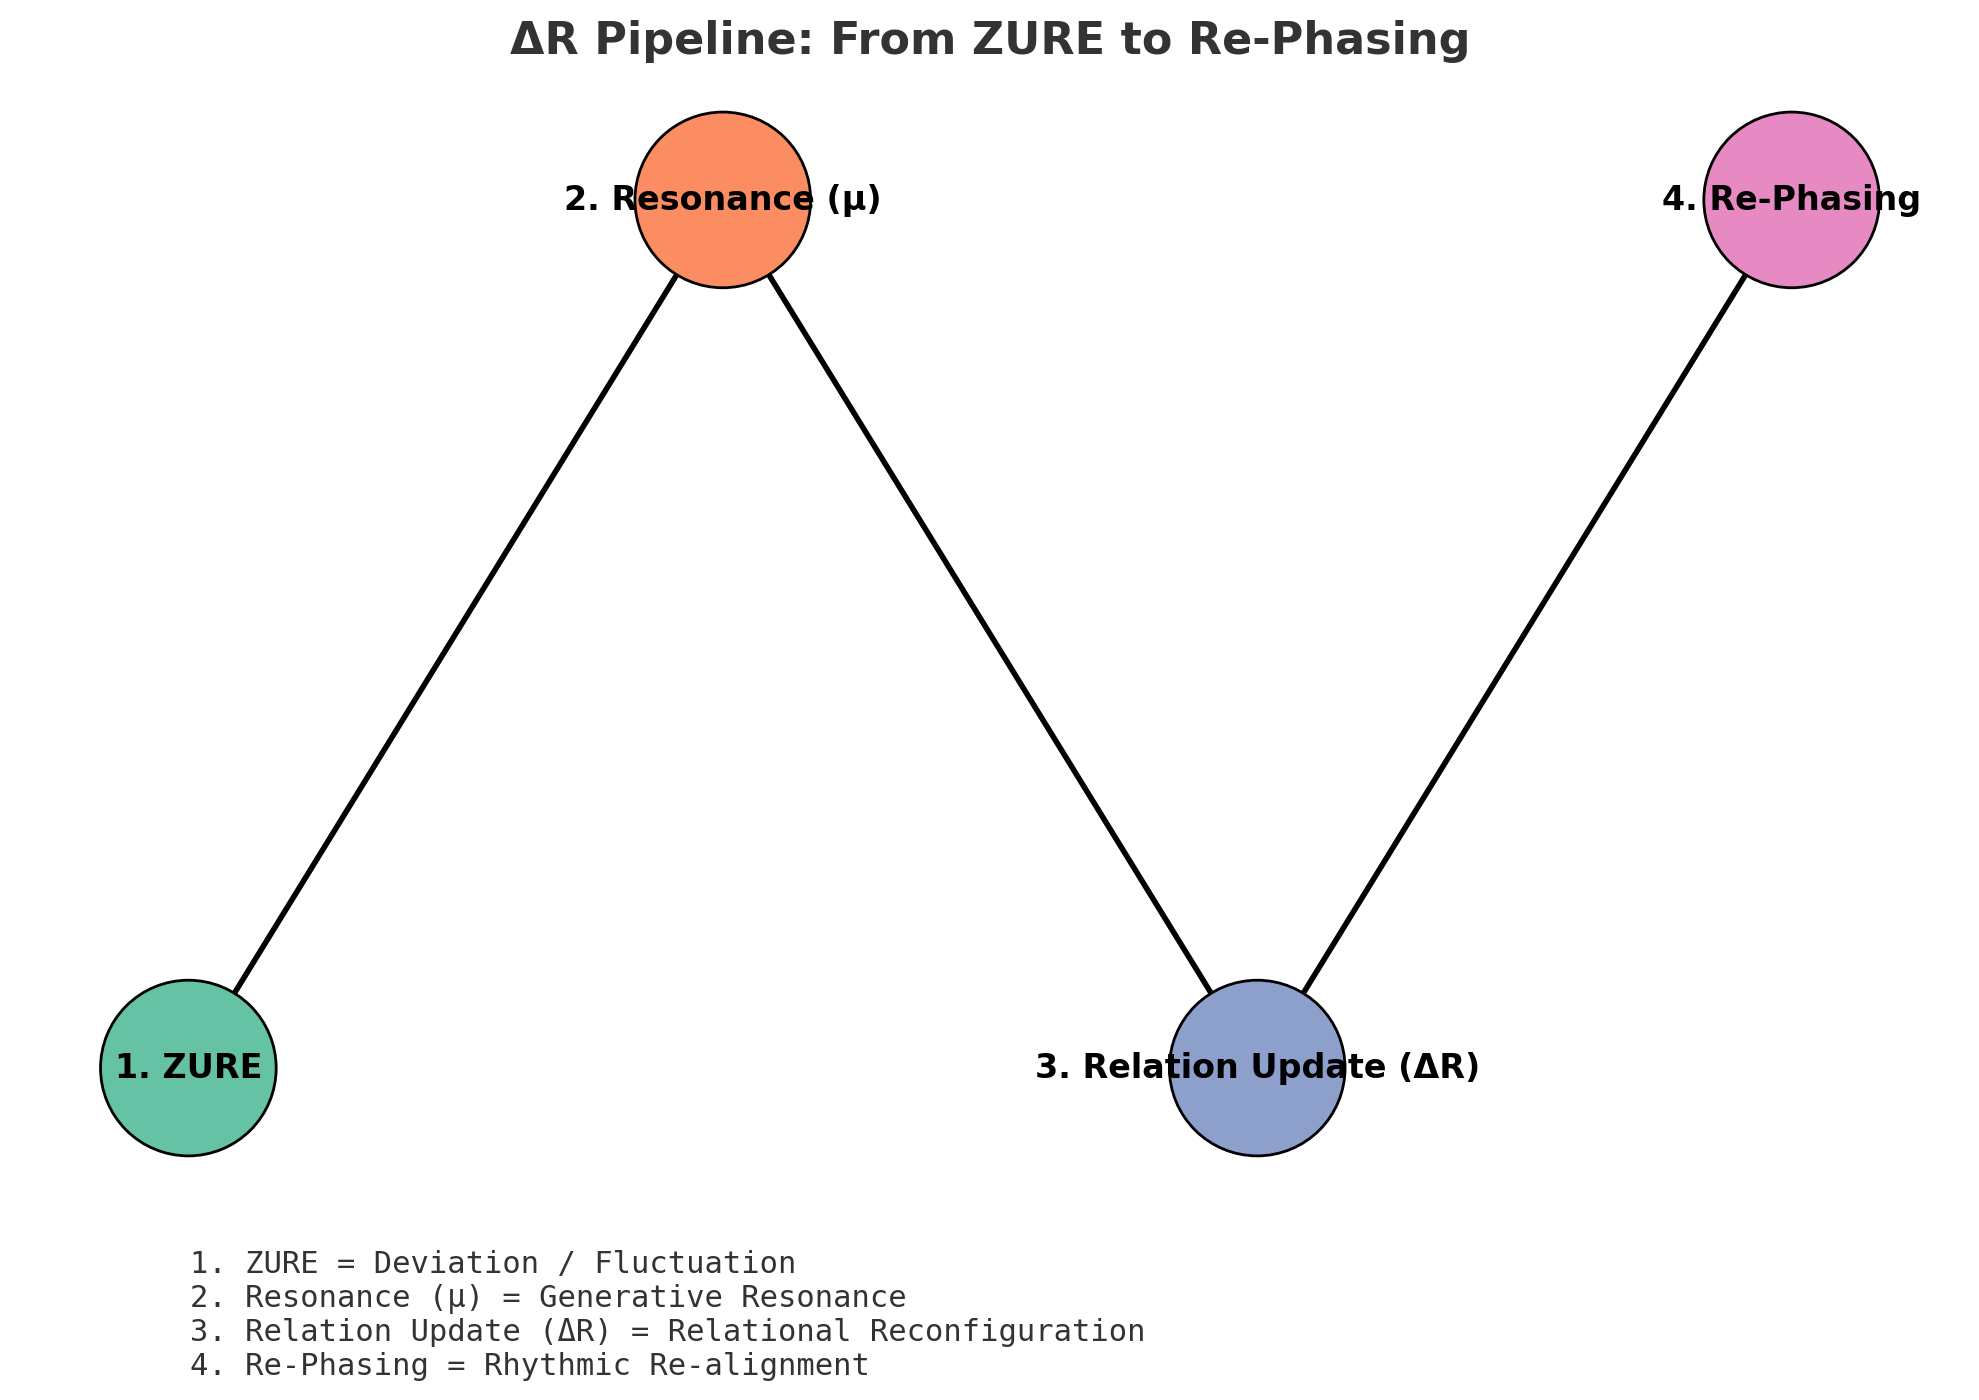 ΔR Pipeline: From ZURE to Re-Phasing
2. Resonance (μ)
4. Re-Phasing
1. ZURE
3. Relation Update (ΔR)
1. ZURE = Deviation / Fluctuation
2. Resonance (μ) = Generative Resonance
3. Relation Update (ΔR) = Relational Reconfiguration
4. Re-Phasing = Rhythmic Re-alignment